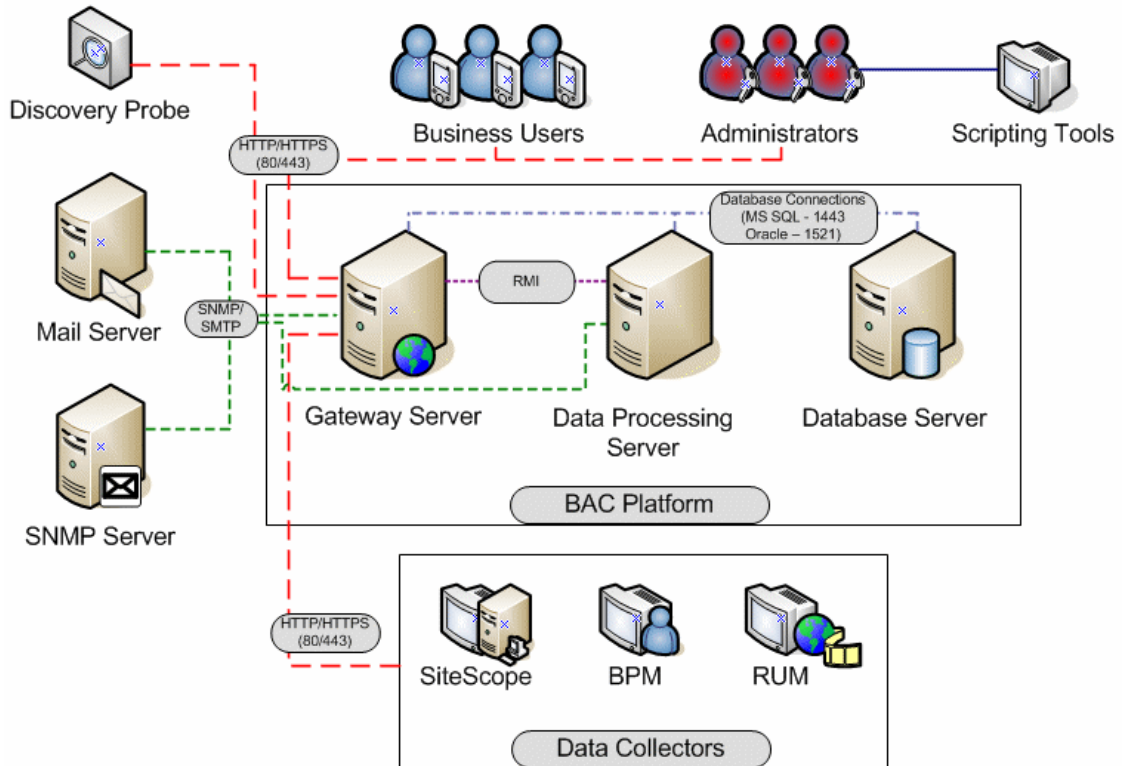 Discovery Probe
Business Users
Administrators
Scripting Tools
HTTP/HTTPS
(80/443)
Mail Server
SNMP/
SMTP
SNMP Server
Database Connections
(MS SQL - 1443
Oracle – 1521)
RMI
Gateway Server
Data Processing
Server
Database Server
BAC Platform
HTTP/HTTPS
(80/443)
SiteScope
BPM
RUM
Data Collectors